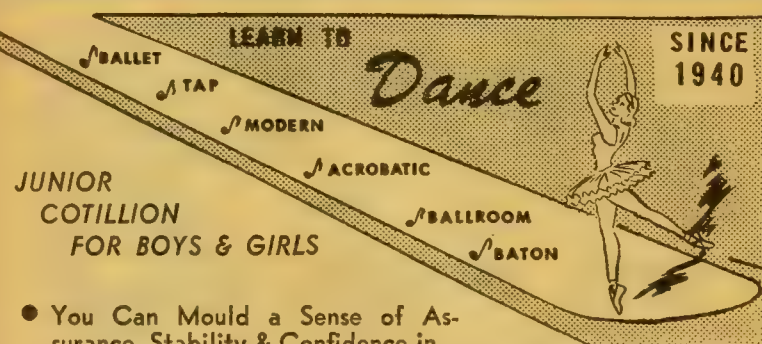 LEARN TO
Dance
SINCE
1940
♪BALLET
♪TAP
♪MODERN
♪ACROBATIC
♪BALLROOM
♪BATON
JUNIOR
COTILLION
FOR BOYS & GIRLS
● You Can Mould a Sense of As-
surance, Stability & Confidence in